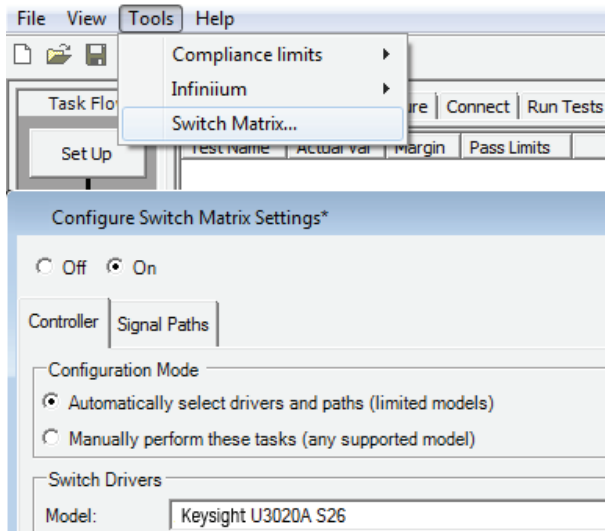 File View Tools Help
Compliance limits
Infiniium
Switch Matrix...
Task Flo
Set Up
ure Connect Run Tests
Test Name Actual Val Margin Pass Limits
Configure Switch Matrix Settings*
Off On
Controller Signal Paths
Configuration Mode
Automatically select drivers and paths (limited models)
Manually perform these tasks (any supported model)
Switch Drivers
Model: Keysight U3020A S26